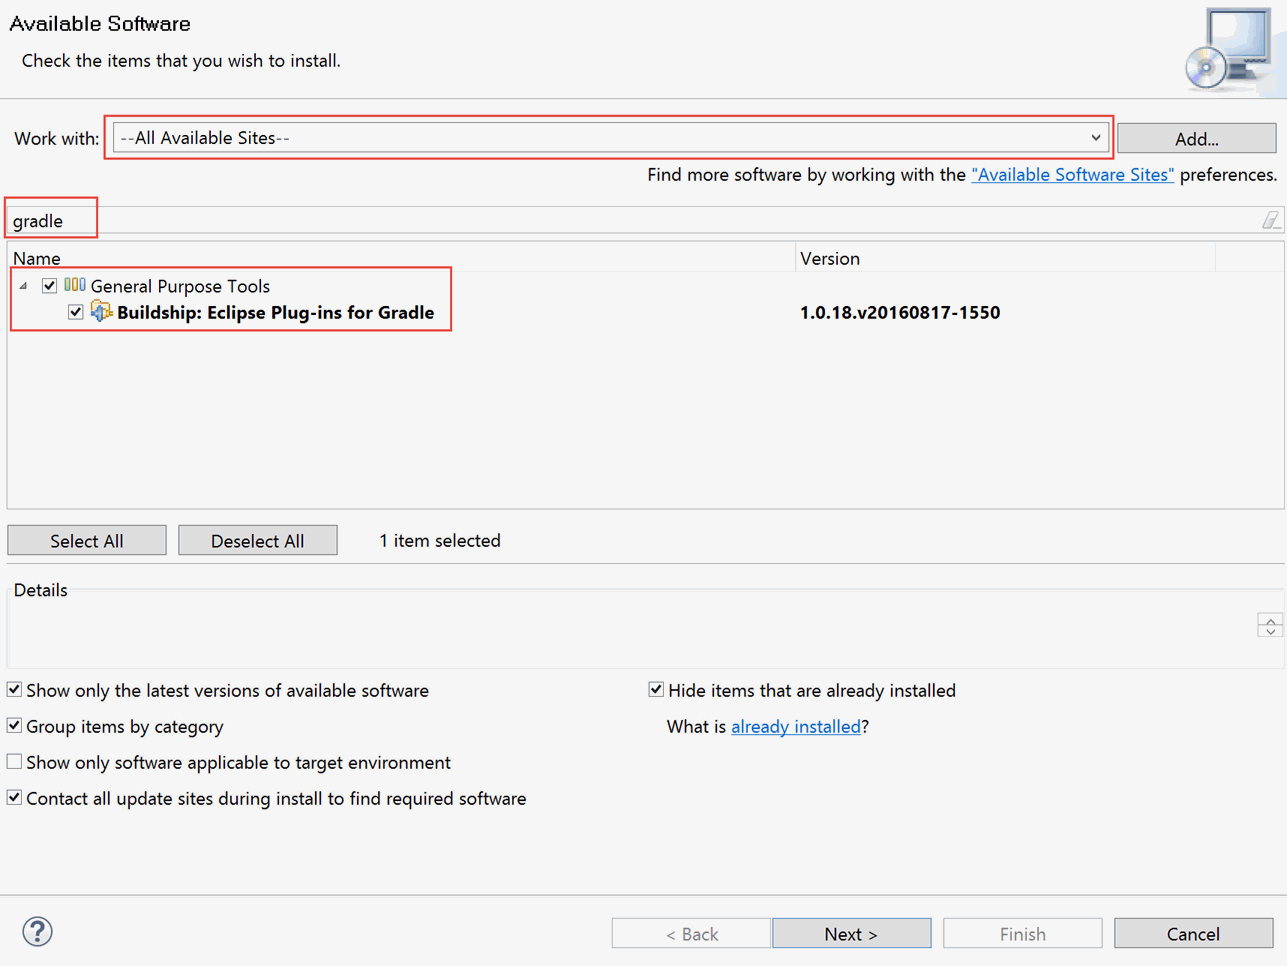 Available Software
Check the items that you wish to install.
Work with: --All Available Sites-- Add...
Find more software by working with the "Available Software Sites" preferences.
gradle
Name Version
General Purpose Tools
Buildship: Eclipse Plug-ins for Gradle 1.0.18.v20160817-1550
Select All Deselect All 1 item selected
Details
Show only the latest versions of available software Hide items that are already installed
Group items by category What is already installed?
Show only software applicable to target environment
Contact all update sites during install to find required software
? < Back Next > Finish Cancel